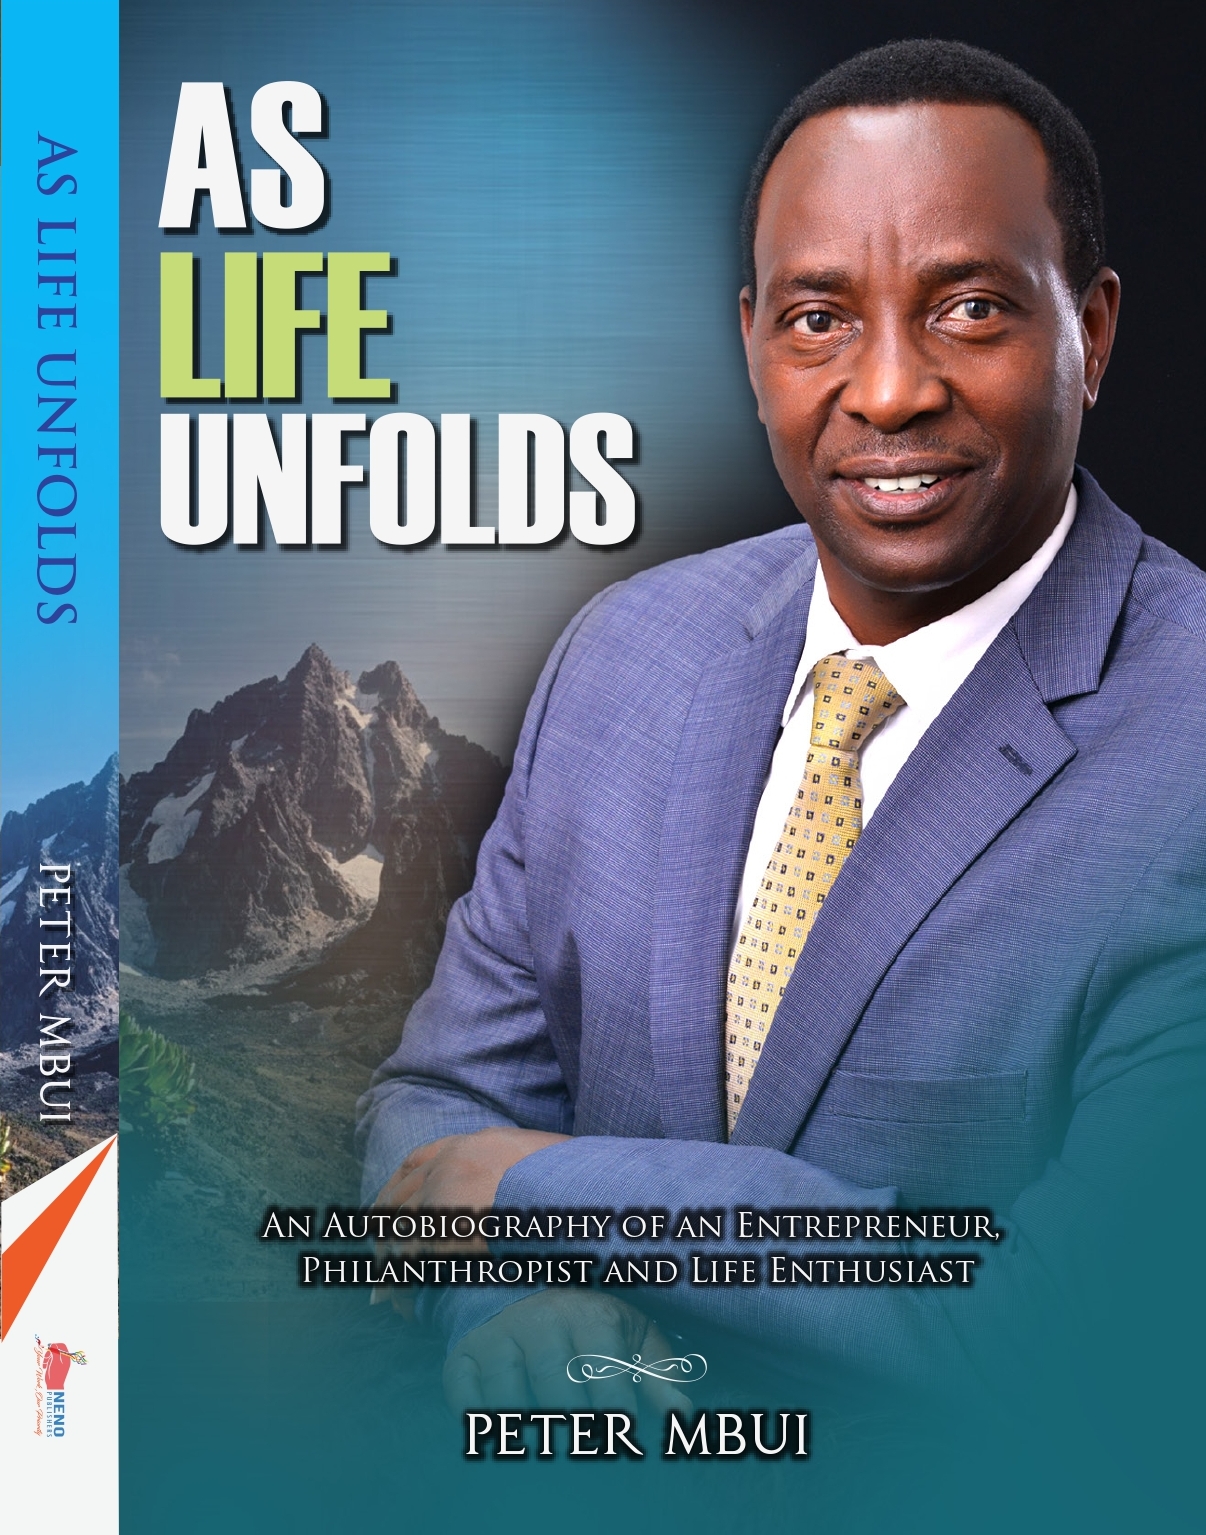 AS LIFE UNFOLDS
PETER MBUI
NENO
PUBLISHERS
AS
LIFE
UNFOLDS
AN AUTOBIOGRAPHY OF AN ENTREPRENEUR,
PHILANTHROPIST AND LIFE ENTHUSIAST
PETER MBUI